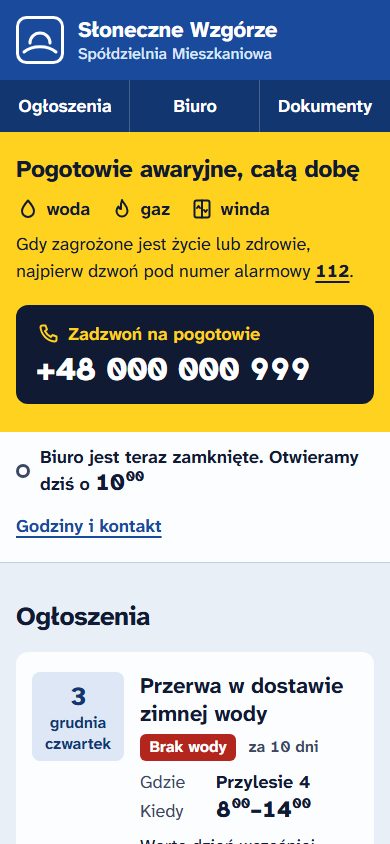 Słoneczne Wzgórze
Spółdzielnia Mieszkaniowa
Ogłoszenia
Biuro
Dokumenty
Pogotowie awaryjne, całą dobę
woda
gaz
winda
Gdy zagrożone jest życie lub zdrowie,
najpierw dzwoń pod numer alarmowy 112.
Zadzwoń na pogotowie
+48 000 000 999
Biuro jest teraz zamknięte. Otwieramy
dziś o 10⁰⁰
Godziny i kontakt
Ogłoszenia
3
grudnia
czwartek
Przerwa w dostawie
zimnej wody
Brak wody
za 10 dni
Gdzie
Przylesie 4
Kiedy
8⁰⁰–14⁰⁰